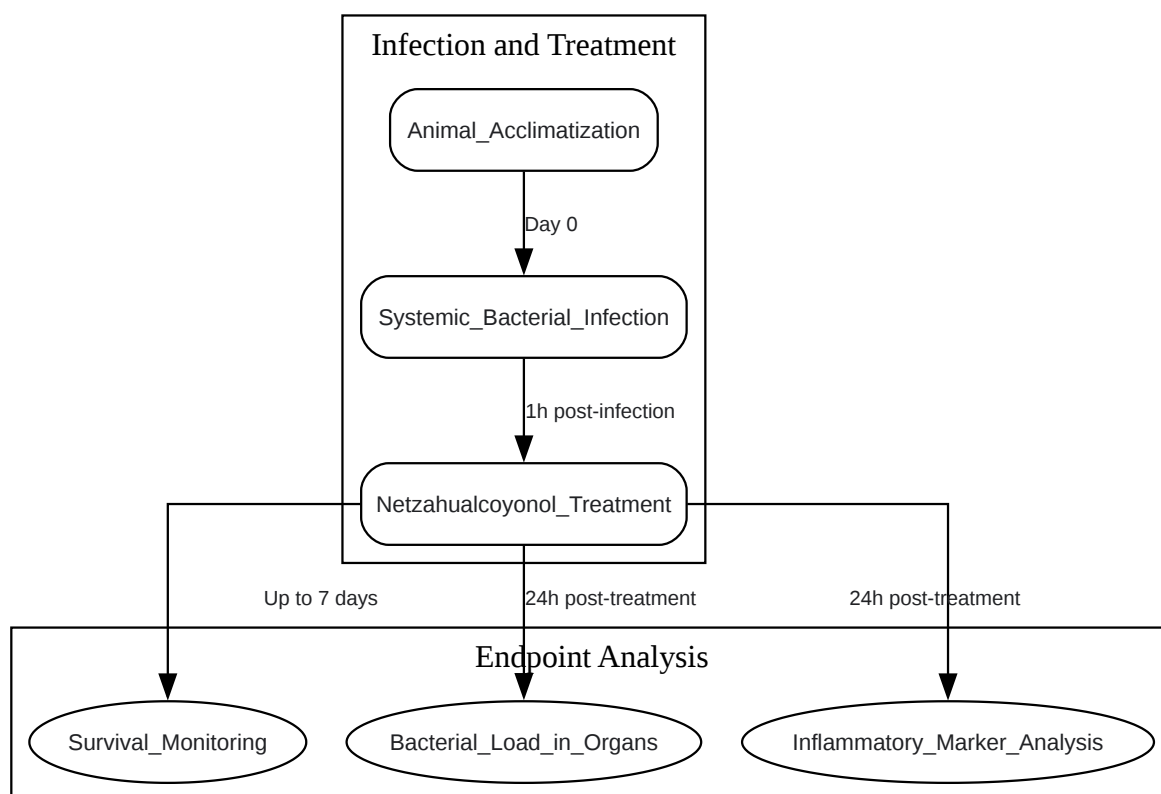 Infection and Treatment
Animal_Acclimatization
Day 0
Systemic_Bacterial_Infection
1h post-infection
Netzahualcoyonol_Treatment
Up to 7 days
24h post-treatment
24h post-treatment
Endpoint Analysis
Survival_Monitoring
Bacterial_Load_in_Organs
Inflammatory_Marker_Analysis